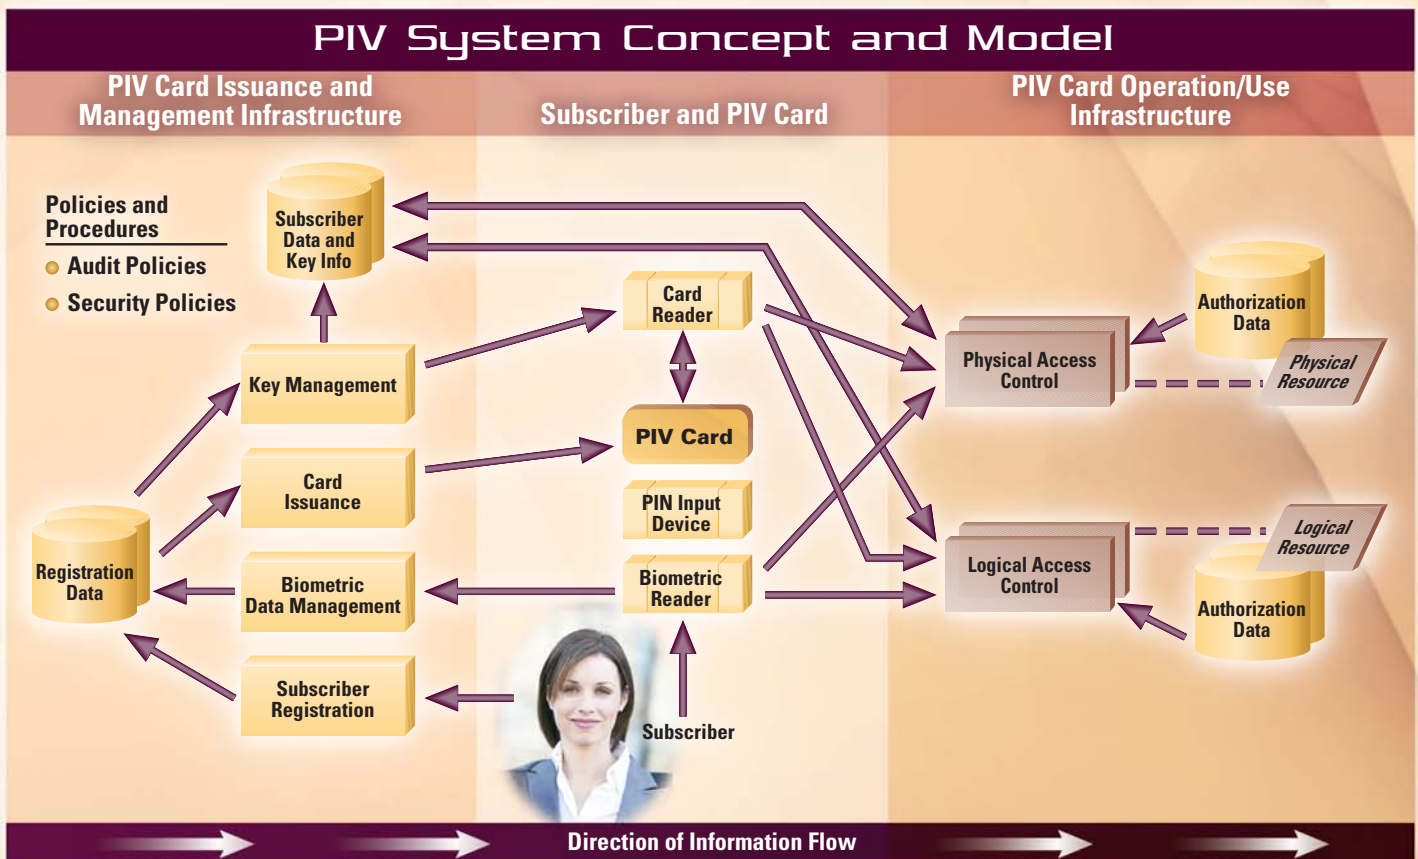 PIV System Concept and Model
PIV Card Issuance and
Management Infrastructure
Subscriber and PIV Card
PIV Card Operation/Use
Infrastructure
Policies and
Procedures
Audit Policies
Security Policies
Subscriber
Data and
Key Info
Key Management
Card
Issuance
Registration
Data
Biometric
Data Management
Subscriber
Registration
Card
Reader
PIV Card
PIN Input
Device
Biometric
Reader
Subscriber
Physical Access
Control
Authorization
Data
Physical
Resource
Logical Access
Control
Logical
Resource
Authorization
Data
Direction of Information Flow